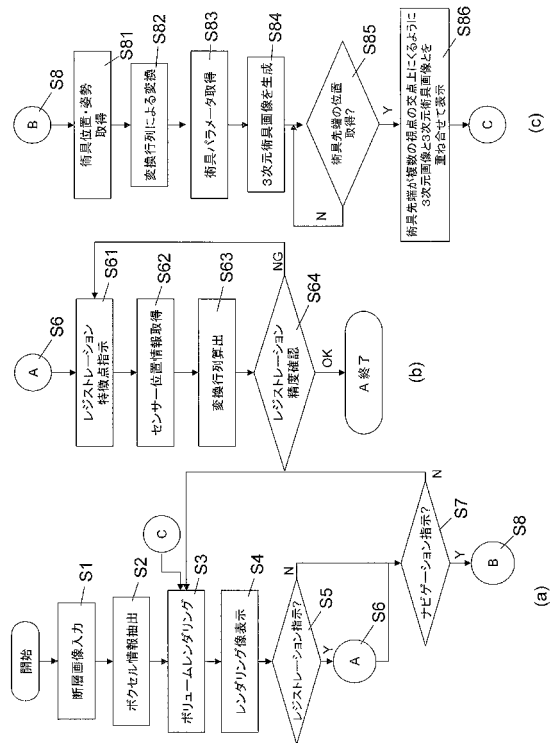 開始
断層画像入力
S1
ボクセル情報抽出
S2
C
ボリュームレンダリング
S3
レンダリング像表示
S4
レジストレーション指示?
S5
N
Y
A
S6
ナビゲーション指示?
S7
N
Y
B
S8
(a)
A
S6
レジストレーション
特徴点指示
S61
センサー位置情報取得
S62
変換行列算出
S63
レジストレーション
精度確認
S64
NG
OK
A 終了
(b)
B
S8
術具位置・姿勢
取得
S81
変換行列による変換
S82
術具パラメータ取得
S83
3次元術具画像を生成
S84
術具先端の位置
取得?
S85
N
Y
術具先端が複数の視点の交点上にくるように
3次元画像と3次元術具画像とを
重ね合せて表示
S86
C
(c)